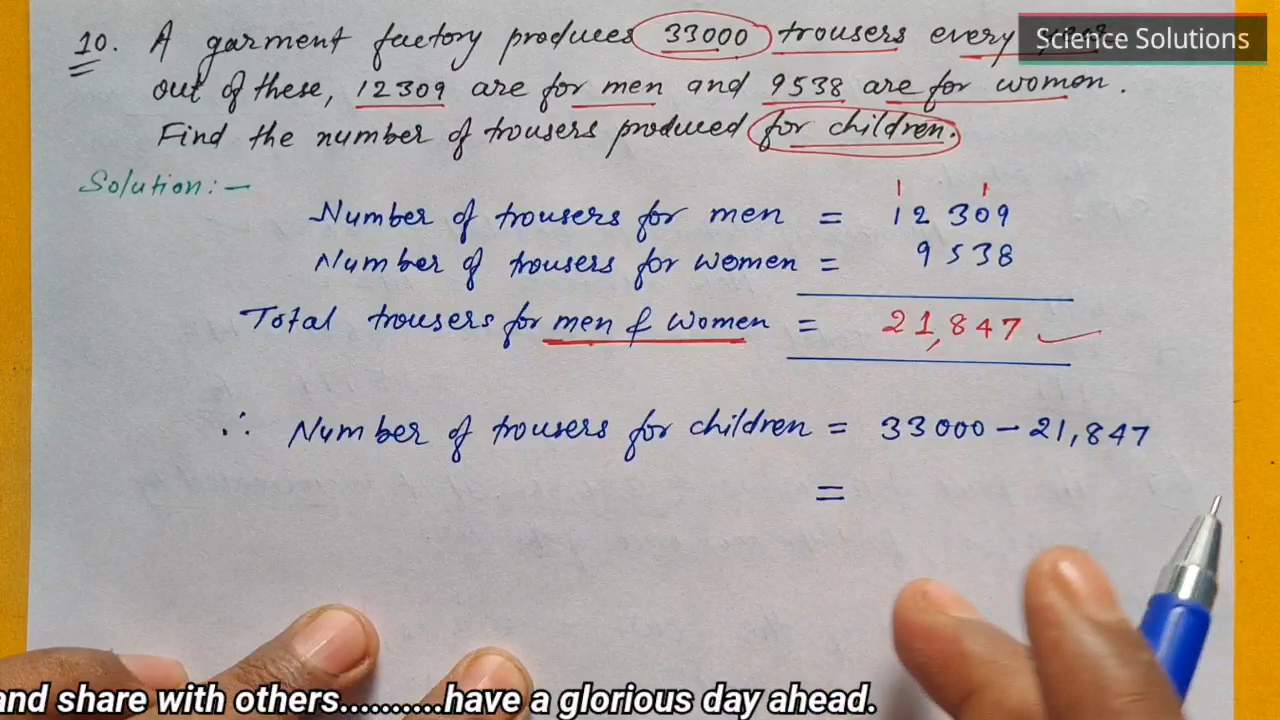 10. A garment factory produces 33000 trousers every
Science Solutions
out of these, 12309 are for men and 9538 are for women.
Find the number of trousers produced for children.
Solution:-
1 1
Number of trousers for men = 12309
Number of trousers for women = 9538
Total trousers for men & women = 21,847
∴ Number of trousers for children = 33000 - 21,847
=
and share with others..........have a glorious day ahead.